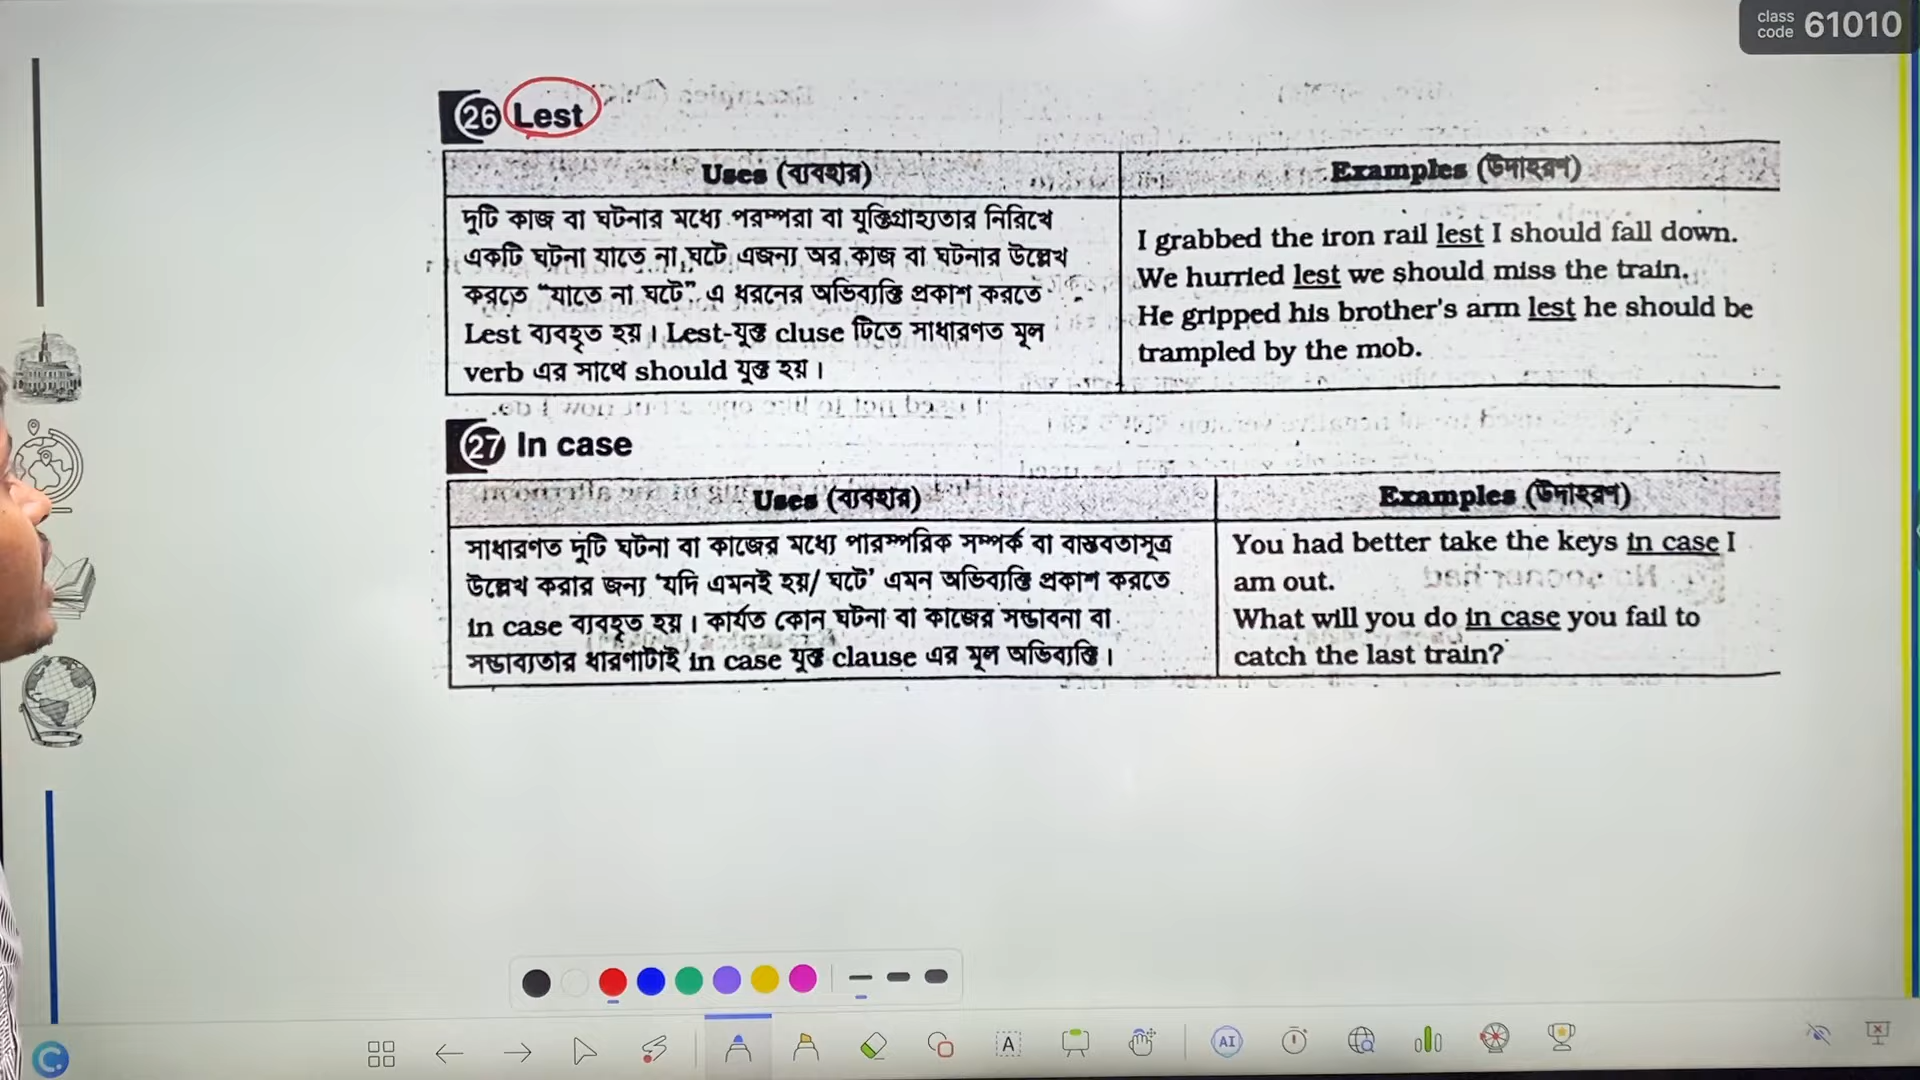 class code 61010
26 Lest
Uses (ব্যবহার)
Examples (উদাহরণ)
দুটি কাজ বা ঘটনার মধ্যে পরম্পরা বা যুক্তিগ্রাহ্যতার নিরিখে
একটি ঘটনা যাতে না ঘটে এজন্য অর কাজ বা ঘটনার উল্লেখ
করতে “যাতে না ঘটে” এ ধরনের অভিব্যক্তি প্রকাশ করতে
Lest ব্যবহৃত হয়। Lest-যুক্ত cluse টিতে সাধারণত মূল
verb এর সাথে should যুক্ত হয়।
I grabbed the iron rail lest I should fall down.
We hurried lest we should miss the train.
He gripped his brother's arm lest he should be
trampled by the mob.
27 In case
Uses (ব্যবহার)
Examples (উদাহরণ)
সাধারণত দুটি ঘটনা বা কাজের মধ্যে পারম্পরিক সম্পর্ক বা বাস্তবতাসূত্র
উল্লেখ করার জন্য ‘যদি এমনই হয়/ ঘটে’ এমন অভিব্যক্তি প্রকাশ করতে
in case ব্যবহৃত হয়। কার্যত কোন ঘটনা বা কাজের সম্ভাবনা বা
সম্ভাব্যতার ধারণাটাই in case যুক্ত clause এর মূল অভিব্যক্তি।
You had better take the keys in case I
am out.
What will you do in case you fail to
catch the last train?
A
AI